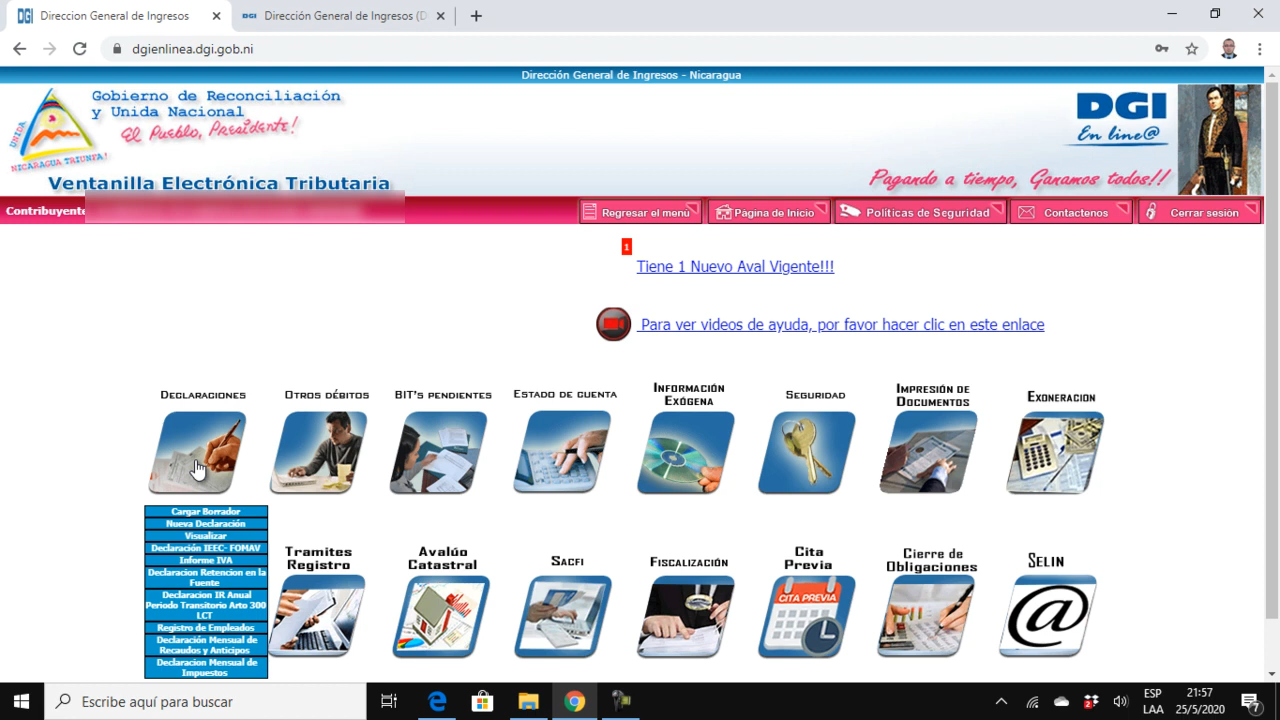 Direccion General de Ingresos
DGI Dirección General de Ingresos (D
dgienlinea.dgi.gob.ni
Dirección General de Ingresos - Nicaragua
Gobierno de Reconciliación
y Unida Nacional
El Pueblo, Presidente!
UNIDA
NICARAGUA TRIUNFA!
DGI
En line@
Ventanilla Electrónica Tributaria
Pagando a tiempo, Ganamos todos!!
Contribuyente
Regresar el menú
Página de Inicio
Políticas de Seguridad
Contactenos
Cerrar sesión
1
Tiene 1 Nuevo Aval Vigente!!!
Para ver videos de ayuda, por favor hacer clic en este enlace
Declaraciones
Otros débitos
BIT's pendientes
Estado de cuenta
Información
Exógena
Seguridad
Impresión de
Documentos
Exoneracion
Cargar Borrador
Nueva Declaración
Visualizar
Declaración IEEC- FOMAV
Informe IVA
Declaracion Retencion en la
Fuente
Declaracion IR Anual
Periodo Transitorio Arto 300
LCT
Registro de Empleados
Declaración Mensual de
Recaudos y Anticipos
Declaracion Mensual de
Impuestos
Tramites
Registro
Avalúo
Catastral
Sacfi
Fiscalización
Cita
Previa
CITA PREVIA
Cierre de
Obligaciones
Selin
@
Escribe aquí para buscar
2
ESP
LAA
21:57
25/5/2020
7